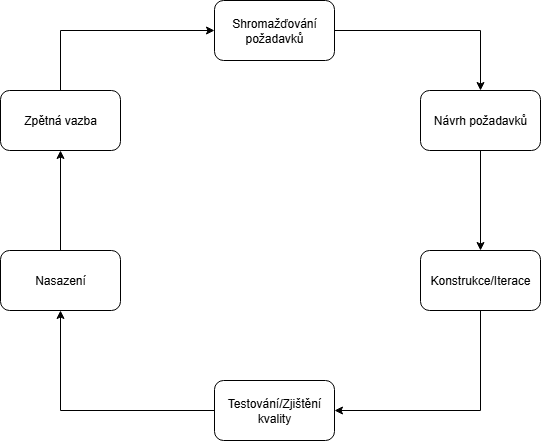 Shromažďování
požadavků
Zpětná vazba
Návrh požadavků
Nasazení
Konstrukce/Iterace
Testování/Zjištění
kvality